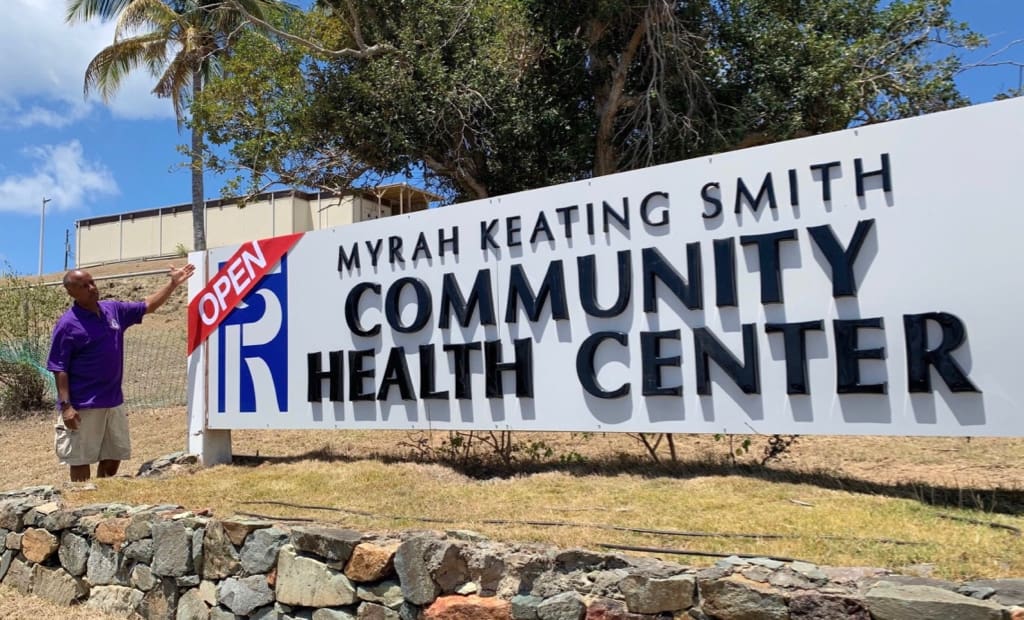 OPEN
R
MYRAH KEATING SMITH
COMMUNITY
HEALTH CENTER